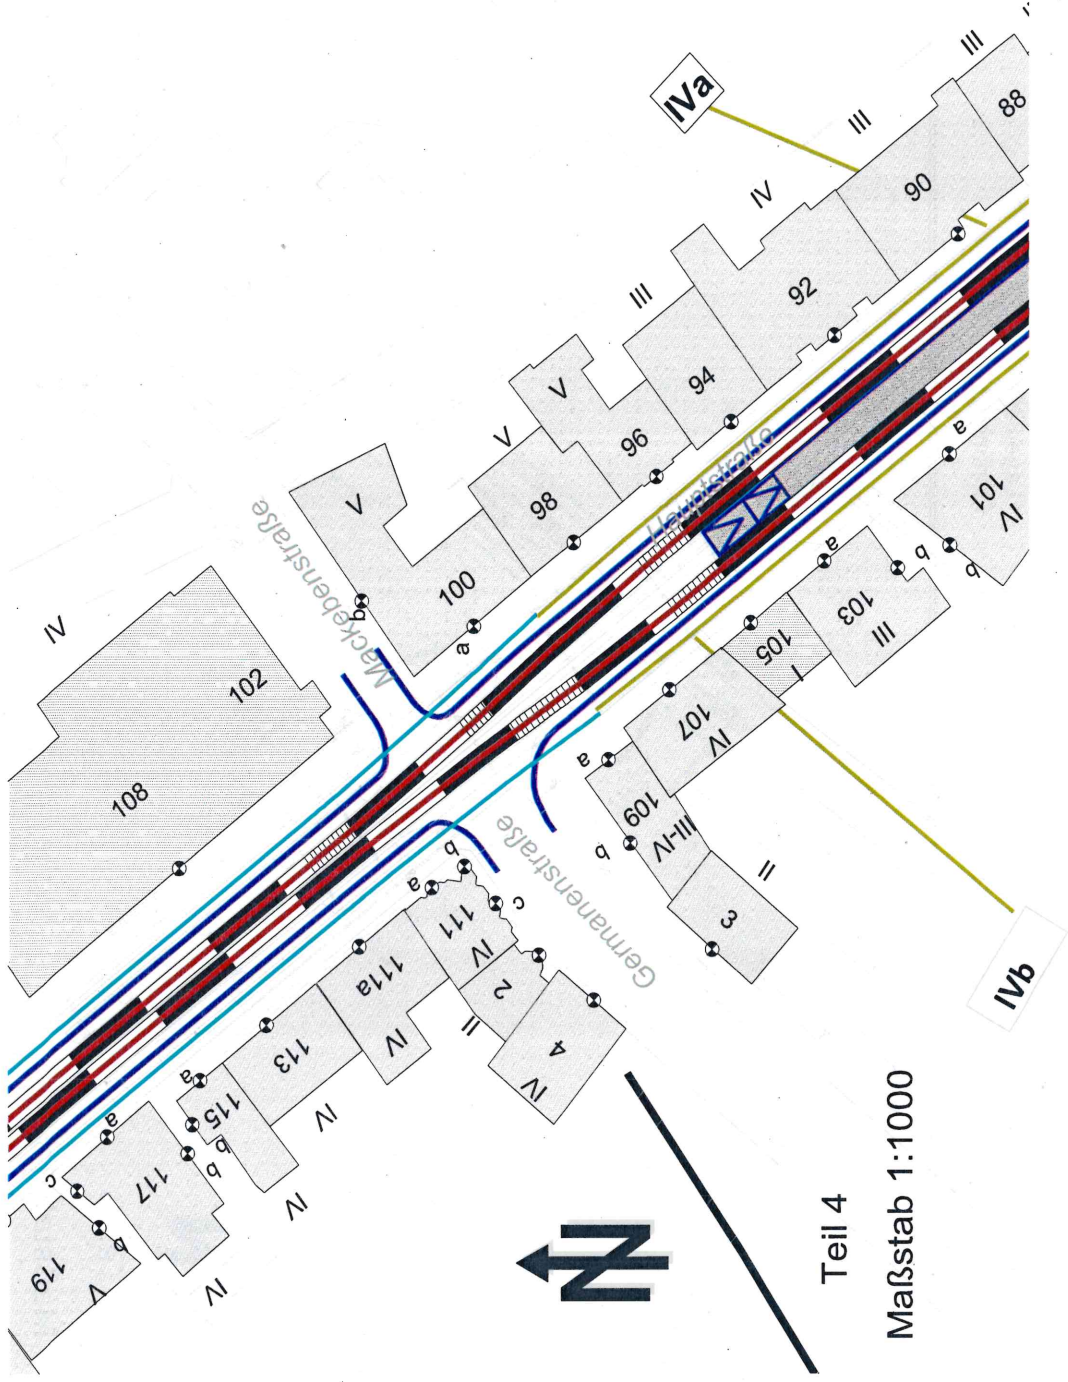 III
88
IVa
III
90
IV
92
III
94
V
V
96
98
V
100
a
b
Mackebenstraße
Hauptstraße
IV
102
108
a
101
IV
b
b
a
103
III
b
105
I
107
IV
a
109
III-IV
b
3
II
Germanenstraße
b
a
c
111
IV
2
II
4
IV
111a
IV
113
IV
a
115
b
IV
a
c
117
b
IV
b
119
V
IVb
N
Teil 4
Maßstab 1:1000